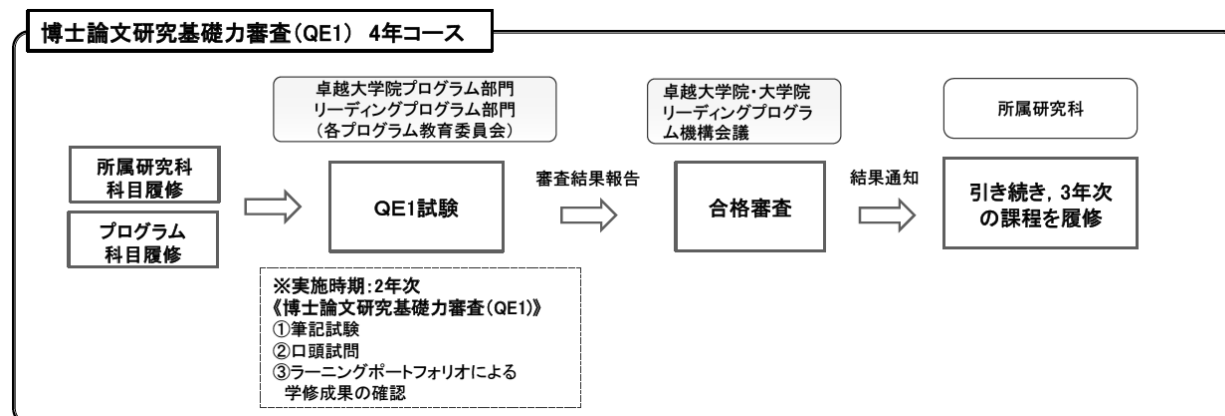 博士論文研究基礎力審査(QE1) 4年コース
卓越大学院プログラム部門
リーディングプログラム部門
(各プログラム教育委員会)
卓越大学院・大学院
リーディングプログラ
ム機構会議
所属研究科
所属研究科
科目履修
プログラム
科目履修
QE1試験
審査結果報告
合格審査
結果通知
引き続き,3年次
の課程を履修
※実施時期:2年次
《博士論文研究基礎力審査(QE1)》
①筆記試験
②口頭試問
③ラーニングポートフォリオによる
学修成果の確認